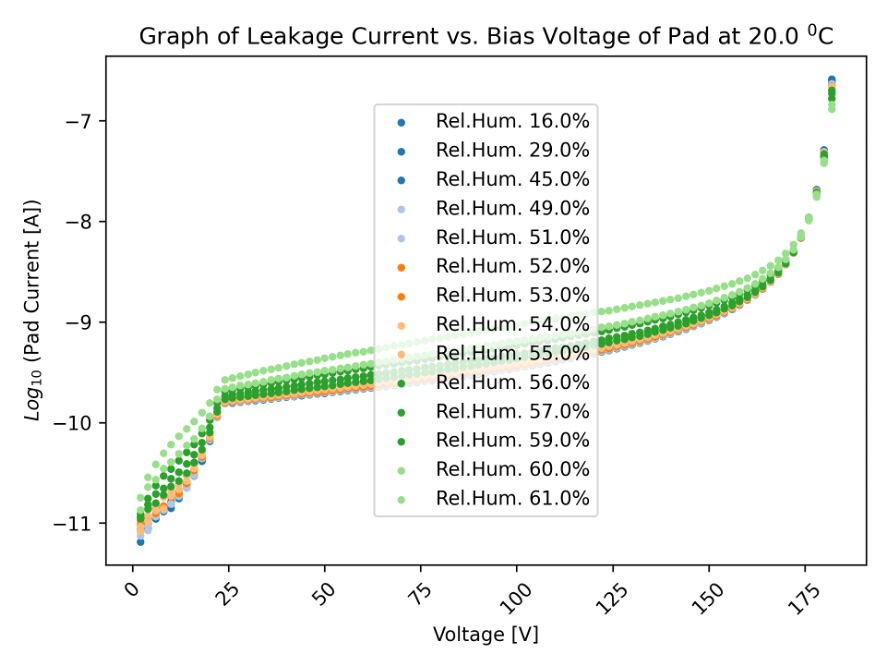 Graph of Leakage Current vs. Bias Voltage of Pad at 20.0 ⁰C
Log₁₀ (Pad Current [A])
−7
−8
−9
−10
−11
Rel.Hum. 16.0%
Rel.Hum. 29.0%
Rel.Hum. 45.0%
Rel.Hum. 49.0%
Rel.Hum. 51.0%
Rel.Hum. 52.0%
Rel.Hum. 53.0%
Rel.Hum. 54.0%
Rel.Hum. 55.0%
Rel.Hum. 56.0%
Rel.Hum. 57.0%
Rel.Hum. 59.0%
Rel.Hum. 60.0%
Rel.Hum. 61.0%
0 25 50 75 100 125 150 175
Voltage [V]